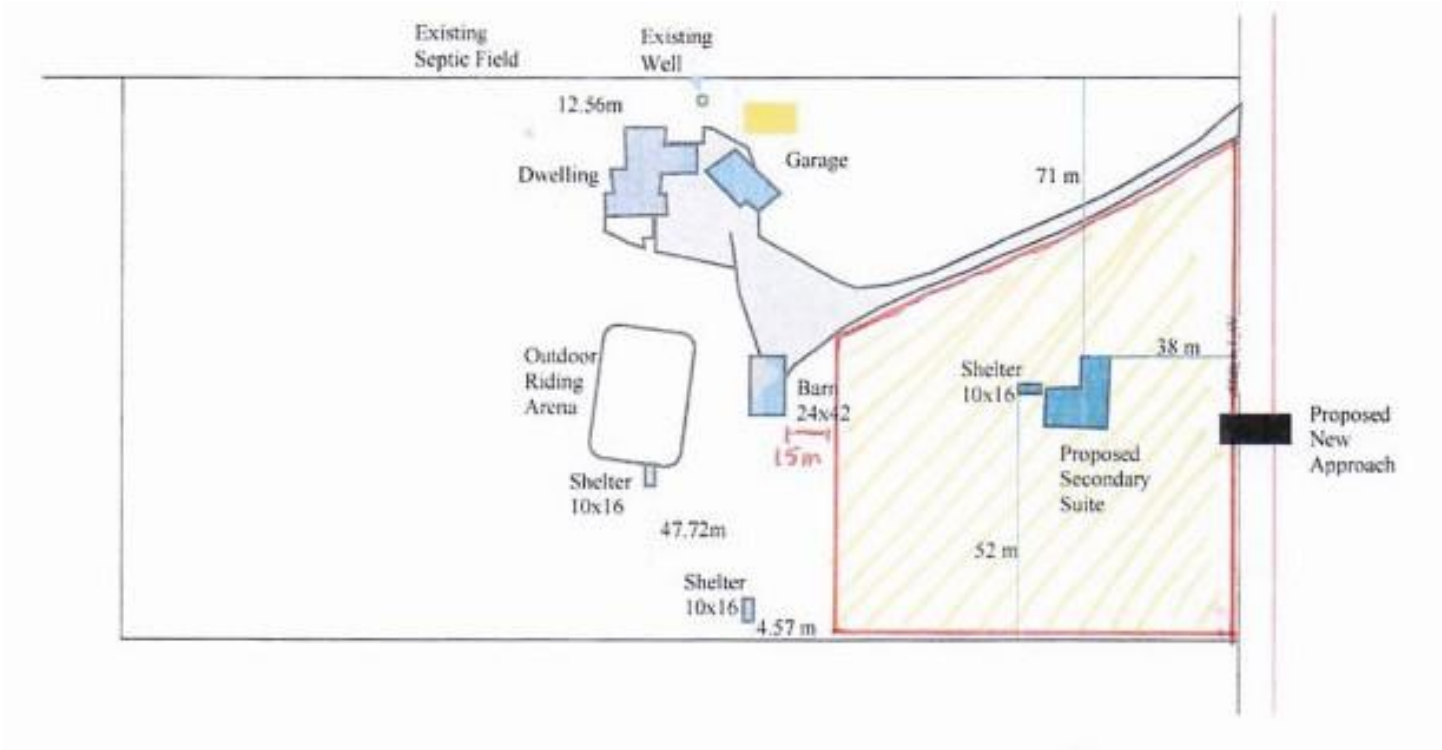 Existing
Septic Field
Existing
Well
12.56m
Dwelling
Garage
71 m
Outdoor
Riding
Arena
Barn
24x42
15m
Shelter
10x16
38 m
Proposed
New
Approach
Proposed
Secondary
Suite
Shelter
10x16
47.72m
52 m
Shelter
10x16
4.57 m